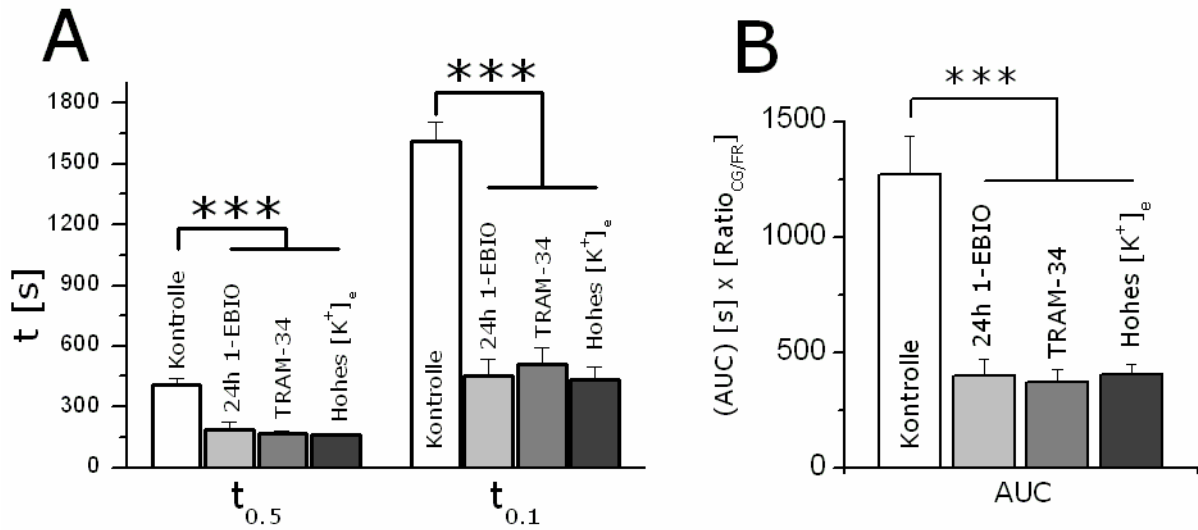 A
***
***
1800
1500
1200
900
600
300
0
t [s]
Kontrolle
24h 1-EBIO
TRAM-34
Hohes [K+]e
Kontrolle
24h 1-EBIO
TRAM-34
Hohes [K+]e
t0.5
t0.1
B
***
1500
1000
500
0
(AUC) [s] x [RatioCG/FR]
Kontrolle
24h 1-EBIO
TRAM-34
Hohes [K+]e
AUC